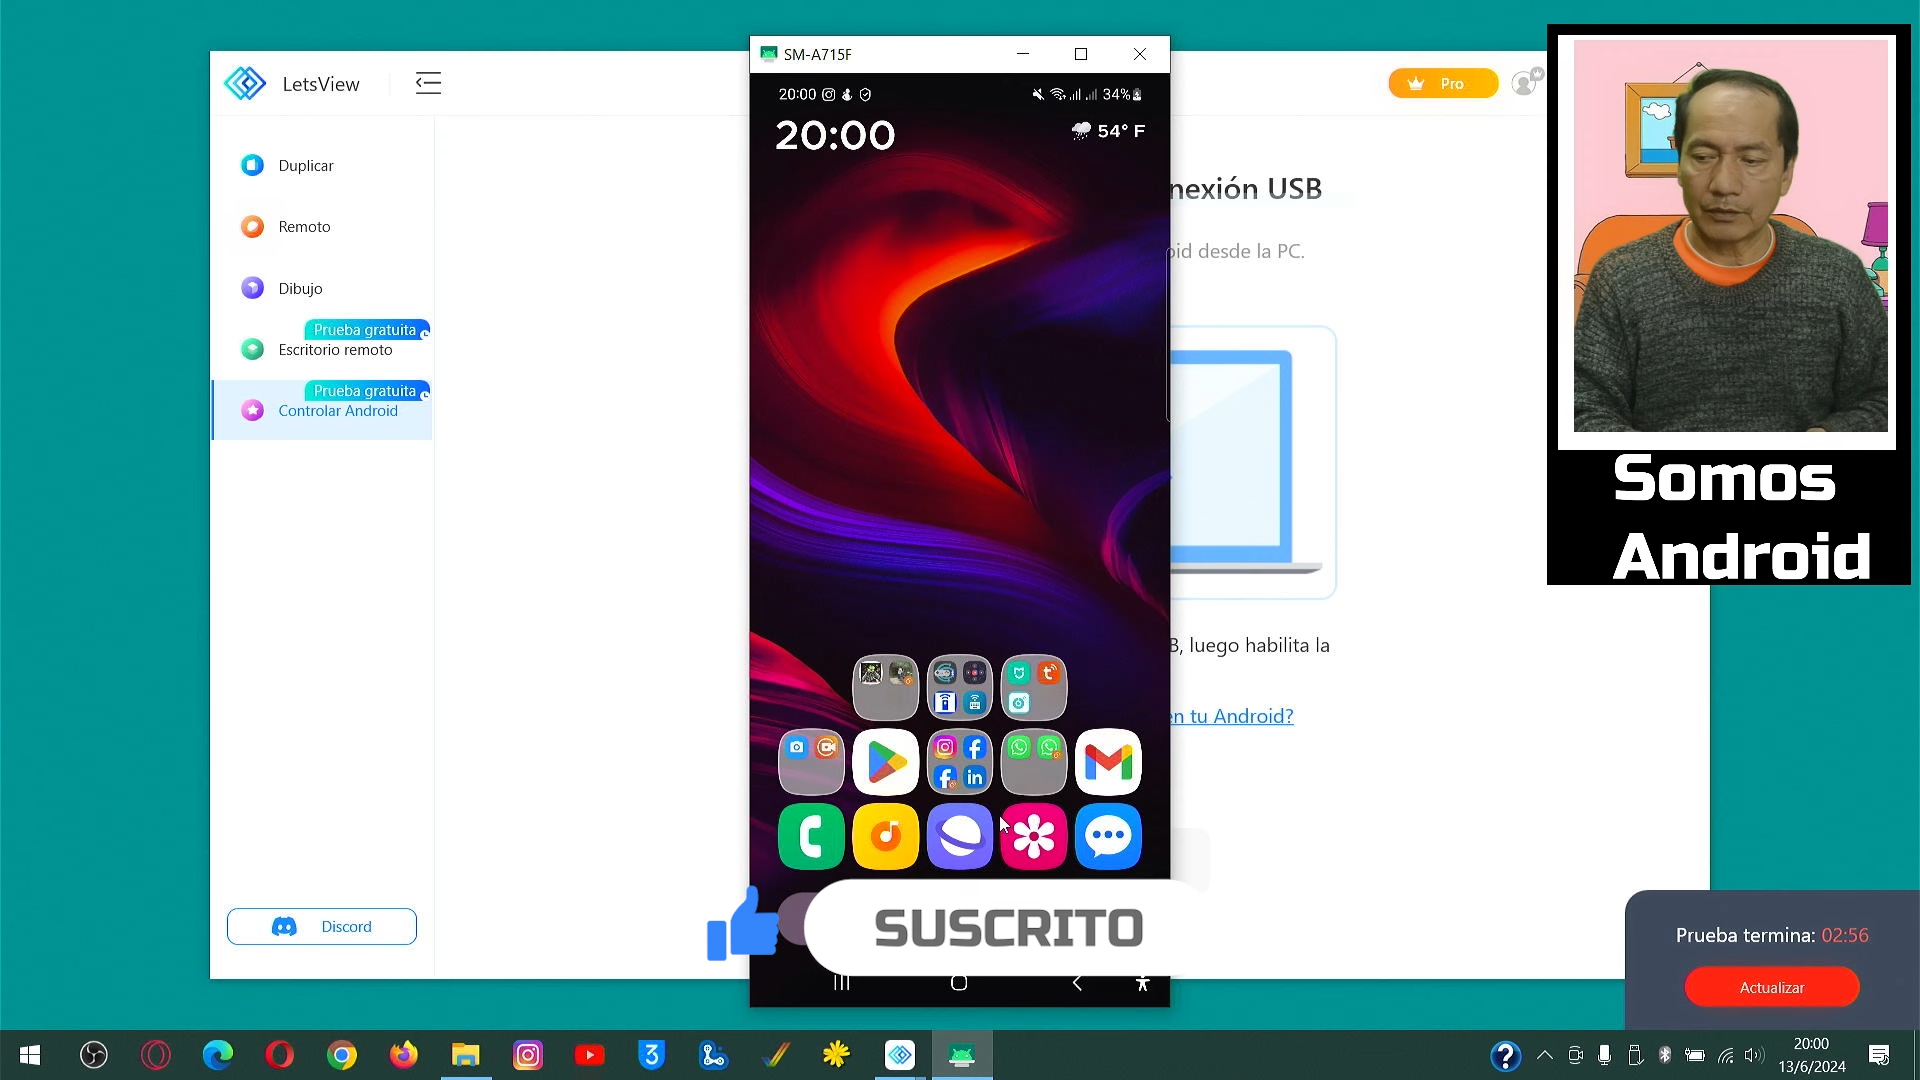 LetsView
Pro
Duplicar
Remoto
Dibujo
Prueba gratuita
Escritorio remoto
Prueba gratuita
Controlar Android
Discord
SM-A715F
20:00
34%
20:00
54° F
nexión USB
oid desde la PC.
B, luego habilita la
en tu Android?
SUSCRITO
Somos
Android
Prueba termina: 02:56
Actualizar
20:00
13/6/2024